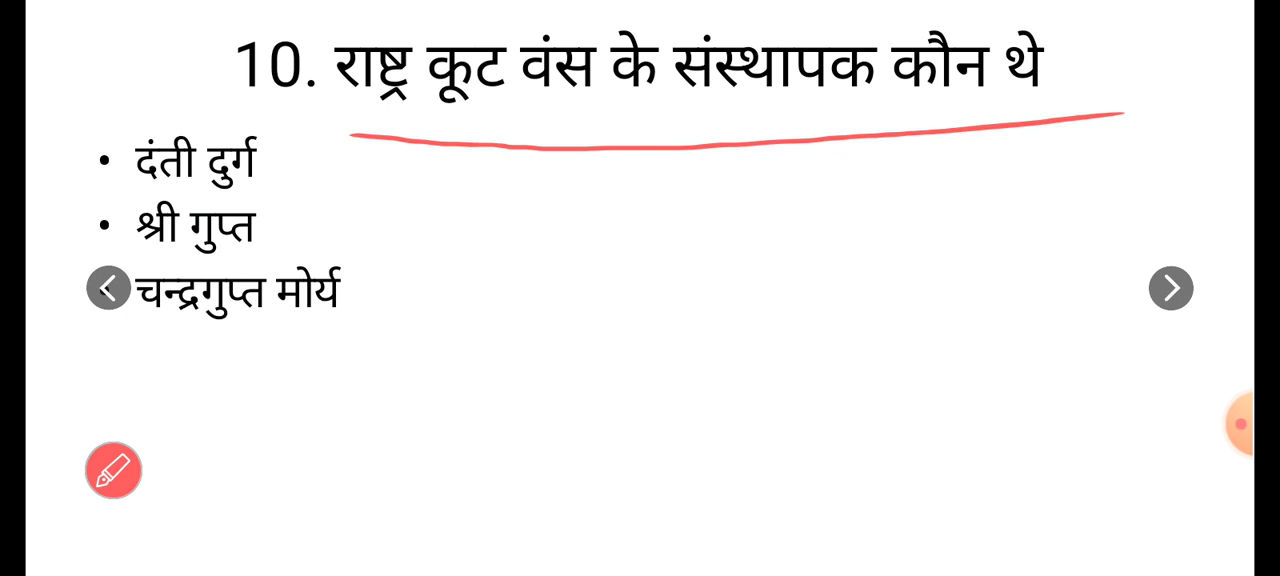 10. राष्ट्र कूट वंस के संस्थापक कौन थे
• दंती दुर्ग
• श्री गुप्त
चन्द्रगुप्त मोर्य